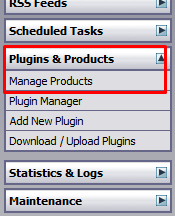 RSS Feeds
Scheduled Tasks
Plugins & Products
Manage Products
Plugin Manager
Add New Plugin
Download / Upload Plugins
Statistics & Logs
Maintenance